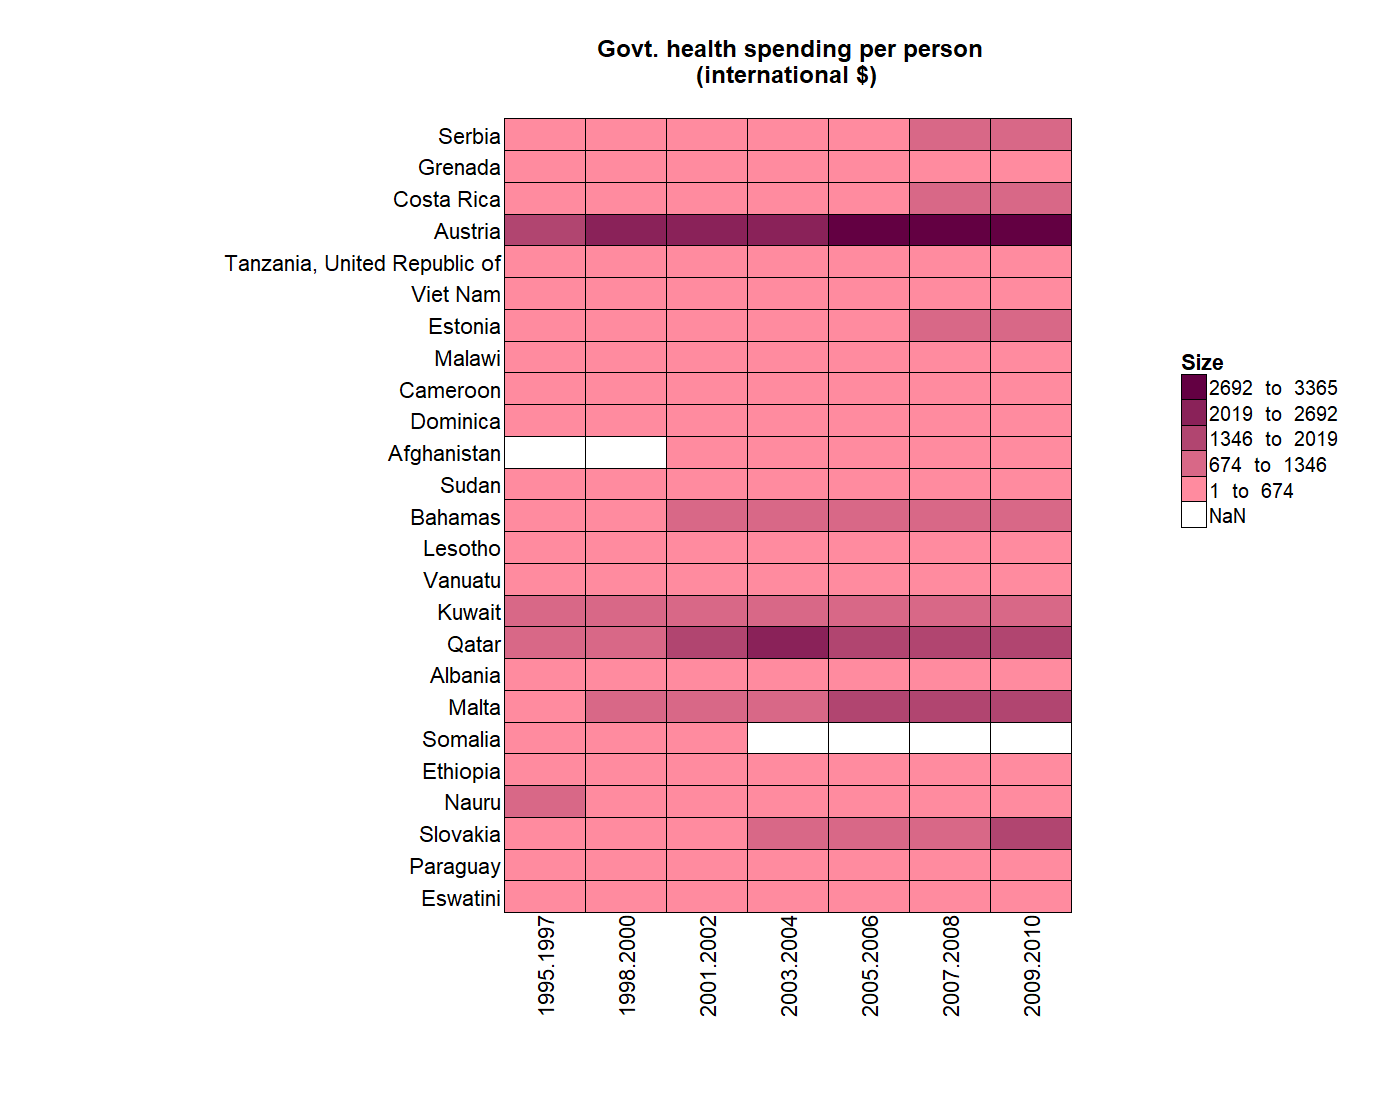 Govt. health spending per person
(international $)
Serbia
Grenada
Costa Rica
Austria
Tanzania, United Republic of
Viet Nam
Estonia
Malawi
Cameroon
Dominica
Afghanistan
Sudan
Bahamas
Lesotho
Vanuatu
Kuwait
Qatar
Albania
Malta
Somalia
Ethiopia
Nauru
Slovakia
Paraguay
Eswatini
1995.1997
1998.2000
2001.2002
2003.2004
2005.2006
2007.2008
2009.2010
Size
2692 to 3365
2019 to 2692
1346 to 2019
674 to 1346
1 to 674
NaN